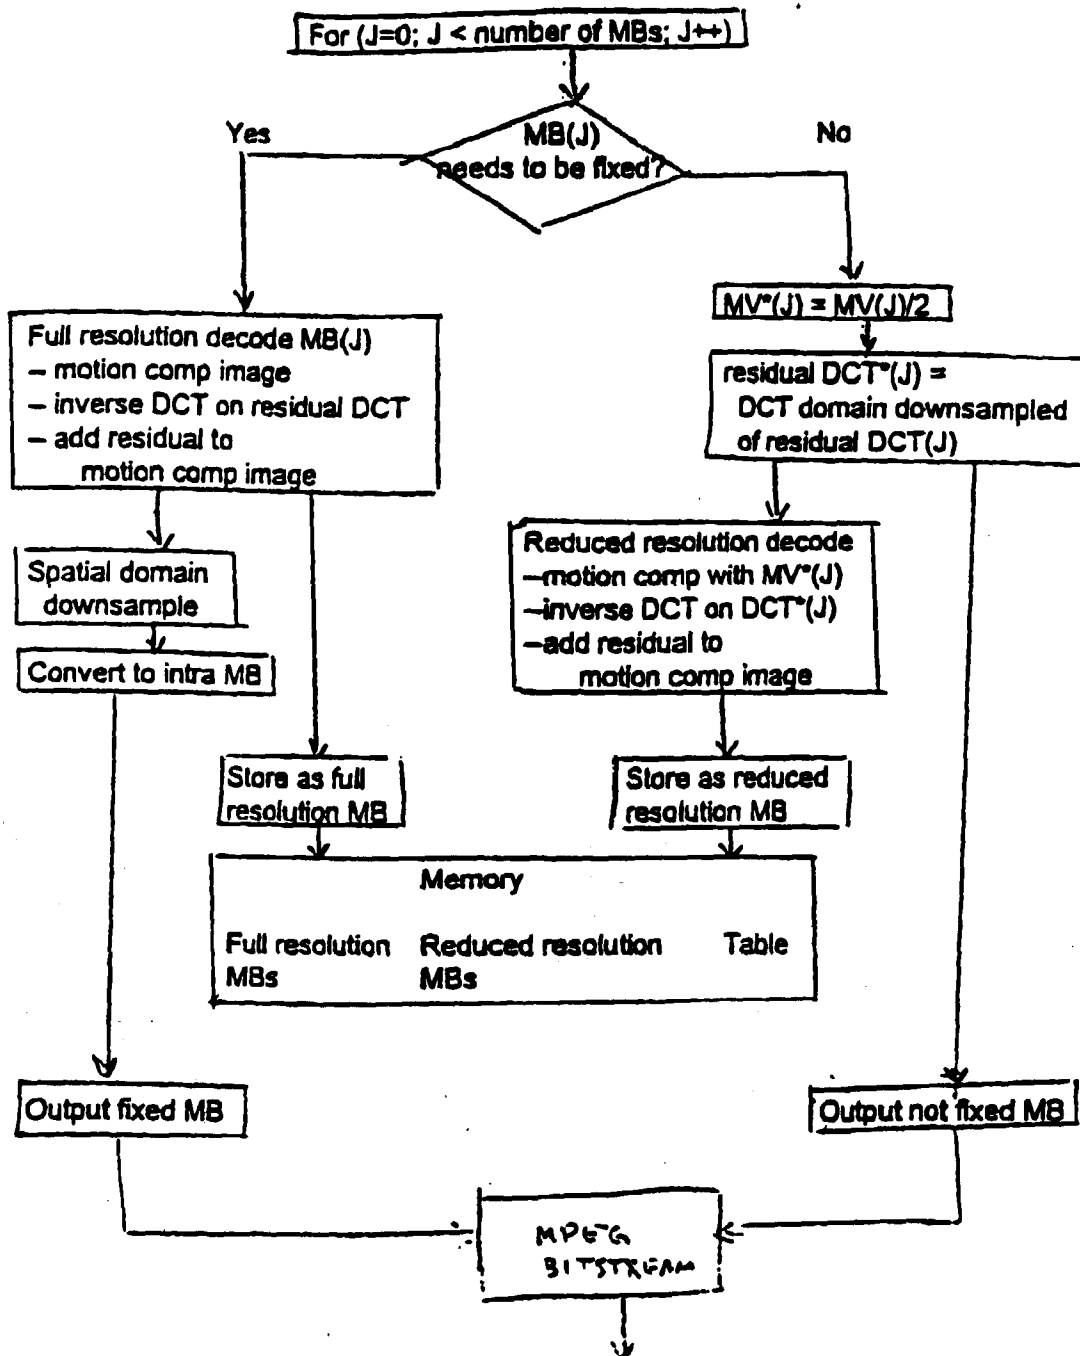 For (J=0; J < number of MBs; J++)
Yes
MB(J)
needs to be fixed?
No
MV*(J) = MV(J)/2
Full resolution decode MB(J)
– motion comp image
– inverse DCT on residual DCT
– add residual to
motion comp image
residual DCT*(J) =
DCT domain downsampled
of residual DCT(J)
Spatial domain
downsample
Reduced resolution decode
–motion comp with MV*(J)
–inverse DCT on DCT*(J)
–add residual to
motion comp image
Convert to intra MB
Store as full
resolution MB
Store as reduced
resolution MB
Memory
Full resolution
MBs
Reduced resolution
MBs
Table
Output fixed MB
Output not fixed MB
MPEG
BITSTREAM